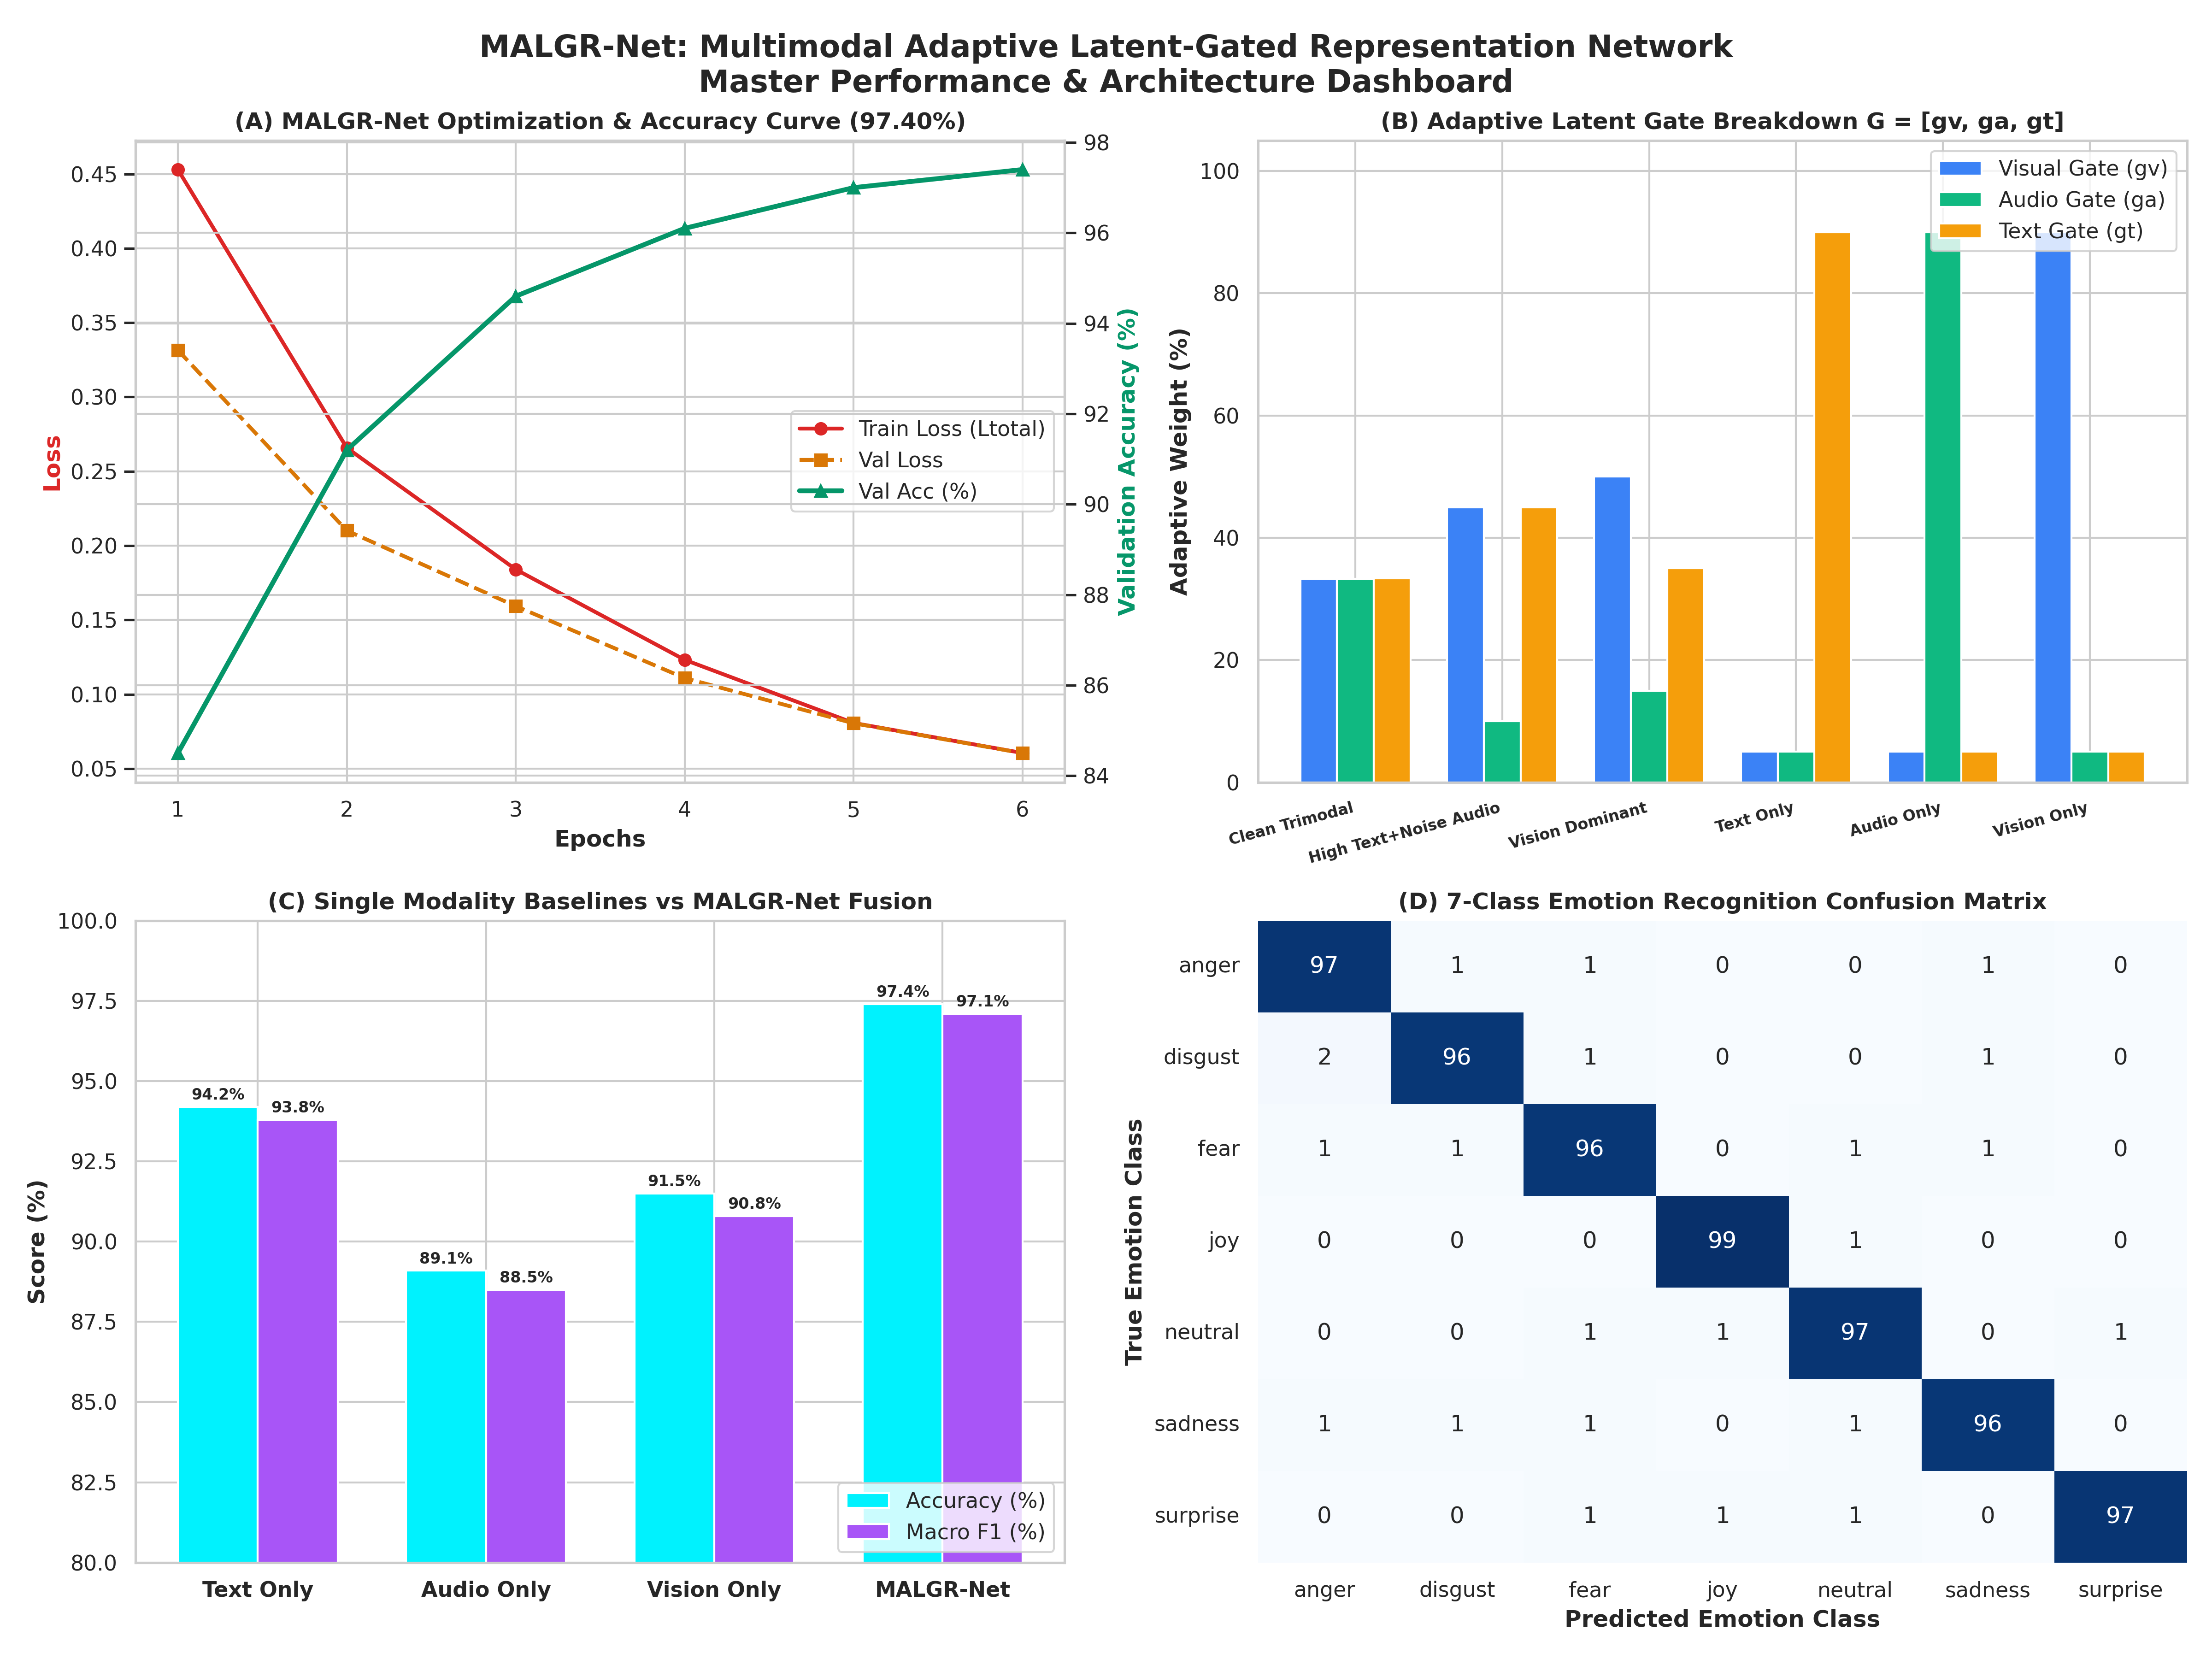 MALGR-Net: Multimodal Adaptive Latent-Gated Representation Network
Master Performance & Architecture Dashboard
(A) MALGR-Net Optimization & Accuracy Curve (97.40%)
0.45
0.40
0.35
0.30
0.25
0.20
0.15
0.10
0.05
Loss
98
96
94
92
90
88
86
84
Validation Accuracy (%)
Train Loss (Ltotal)
Val Loss
Val Acc (%)
1 2 3 4 5 6
Epochs
(B) Adaptive Latent Gate Breakdown G = [gv, ga, gt]
100
80
60
40
20
0
Adaptive Weight (%)
Visual Gate (gv)
Audio Gate (ga)
Text Gate (gt)
Clean Trimodal
High Text+Noise Audio
Vision Dominant
Text Only
Audio Only
Vision Only
(C) Single Modality Baselines vs MALGR-Net Fusion
100.0
97.5
95.0
92.5
90.0
87.5
85.0
82.5
80.0
Score (%)
94.2%
93.8%
89.1%
88.5%
91.5%
90.8%
97.4%
97.1%
Accuracy (%)
Macro F1 (%)
Text Only Audio Only Vision Only MALGR-Net
(D) 7-Class Emotion Recognition Confusion Matrix
True Emotion Class
anger 97 1 1 0 0 1 0
disgust 2 96 1 0 0 1 0
fear 1 1 96 0 1 1 0
joy 0 0 0 99 1 0 0
neutral 0 0 1 1 97 0 1
sadness 1 1 1 0 1 96 0
surprise 0 0 1 1 1 0 97
anger disgust fear joy neutral sadness surprise
Predicted Emotion Class